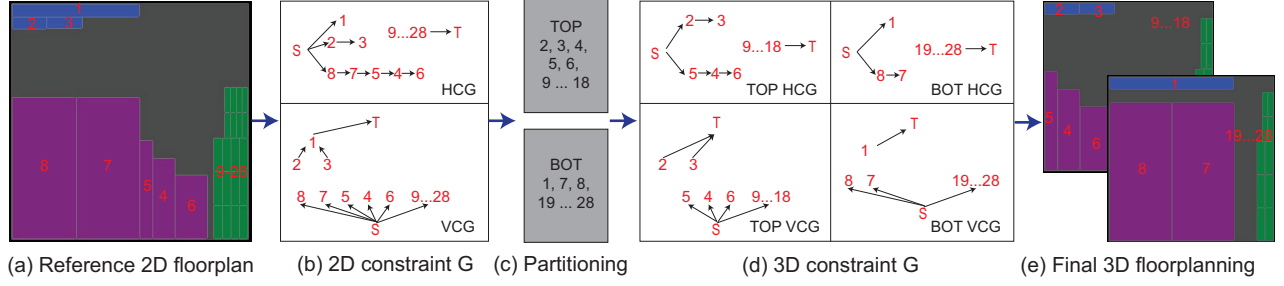 1
2 3
8
7
5
4
6
9...28
(a) Reference 2D floorplan
1
S
2 3
9...28 T
8 7 5 4 6
HCG
T
1
2 3
8 7 5 4 6 9...28
S
VCG
(b) 2D constraint G
TOP
2, 3, 4,
5, 6,
9 ... 18
BOT
1, 7, 8,
19 ... 28
(c) Partitioning
2 3
S
9...18 T
5 4 6
TOP HCG
1
S
19...28 T
8 7
BOT HCG
T
2 3
5 4 6 9...18
S
TOP VCG
T
1
8 7 19...28
S
BOT VCG
(d) 3D constraint G
2 3
9...18
5
4
6
1
8
7
19...28
(e) Final 3D floorplanning